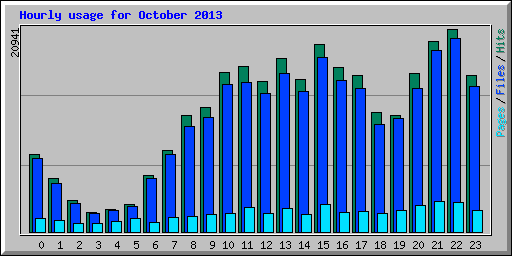 Hourly usage for October 2013
20941
Pages/Files/Hits
0 1 2 3 4 5 6 7 8 9 10 11 12 13 14 15 16 17 18 19 20 21 22 23